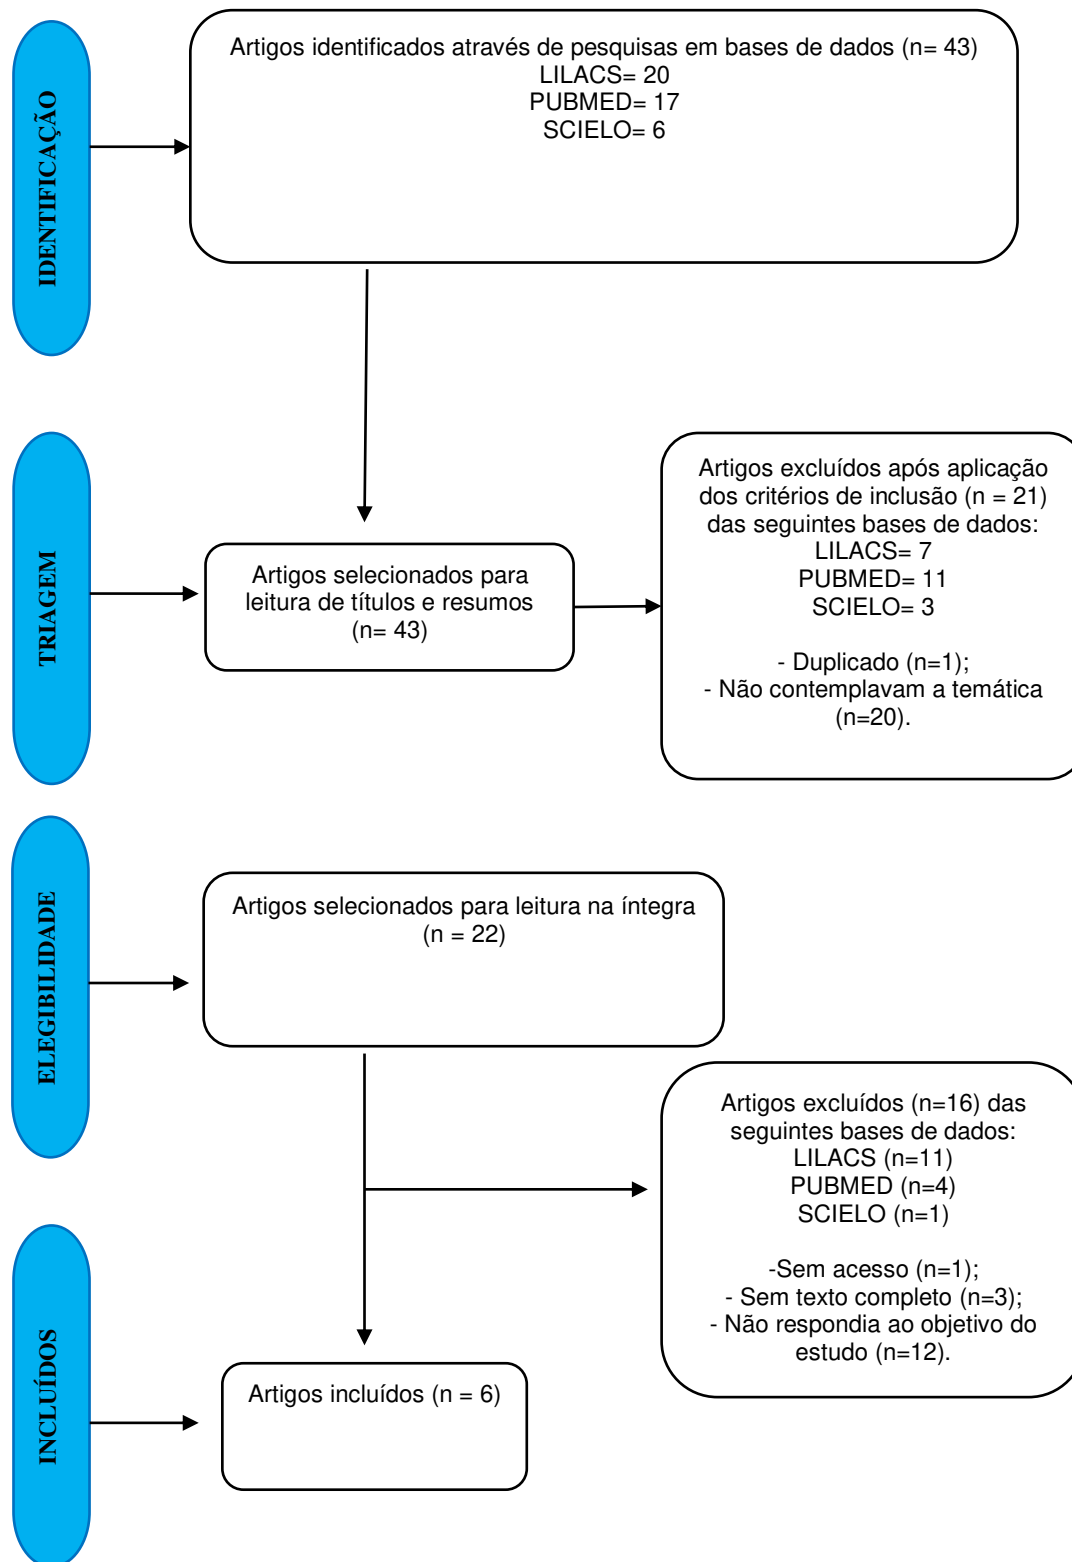 IDENTIFICAÇÃO
Artigos identificados através de pesquisas em bases de dados (n= 43)
LILACS= 20
PUBMED= 17
SCIELO= 6
TRIAGEM
Artigos selecionados para
leitura de títulos e resumos
(n= 43)
Artigos excluídos após aplicação
dos critérios de inclusão (n = 21)
das seguintes bases de dados:
LILACS= 7
PUBMED= 11
SCIELO= 3
- Duplicado (n=1);
- Não contemplavam a temática
(n=20).
ELEGIBILIDADE
Artigos selecionados para leitura na íntegra
(n = 22)
Artigos excluídos (n=16) das
seguintes bases de dados:
LILACS (n=11)
PUBMED (n=4)
SCIELO (n=1)
-Sem acesso (n=1);
- Sem texto completo (n=3);
- Não respondia ao objetivo do
estudo (n=12).
INCLUÍDOS
Artigos incluídos (n = 6)